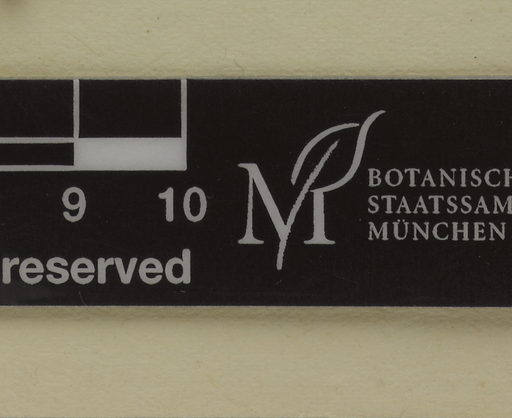 9 10
reserved
BOTANISCH
STAATSSAM
MÜNCHEN